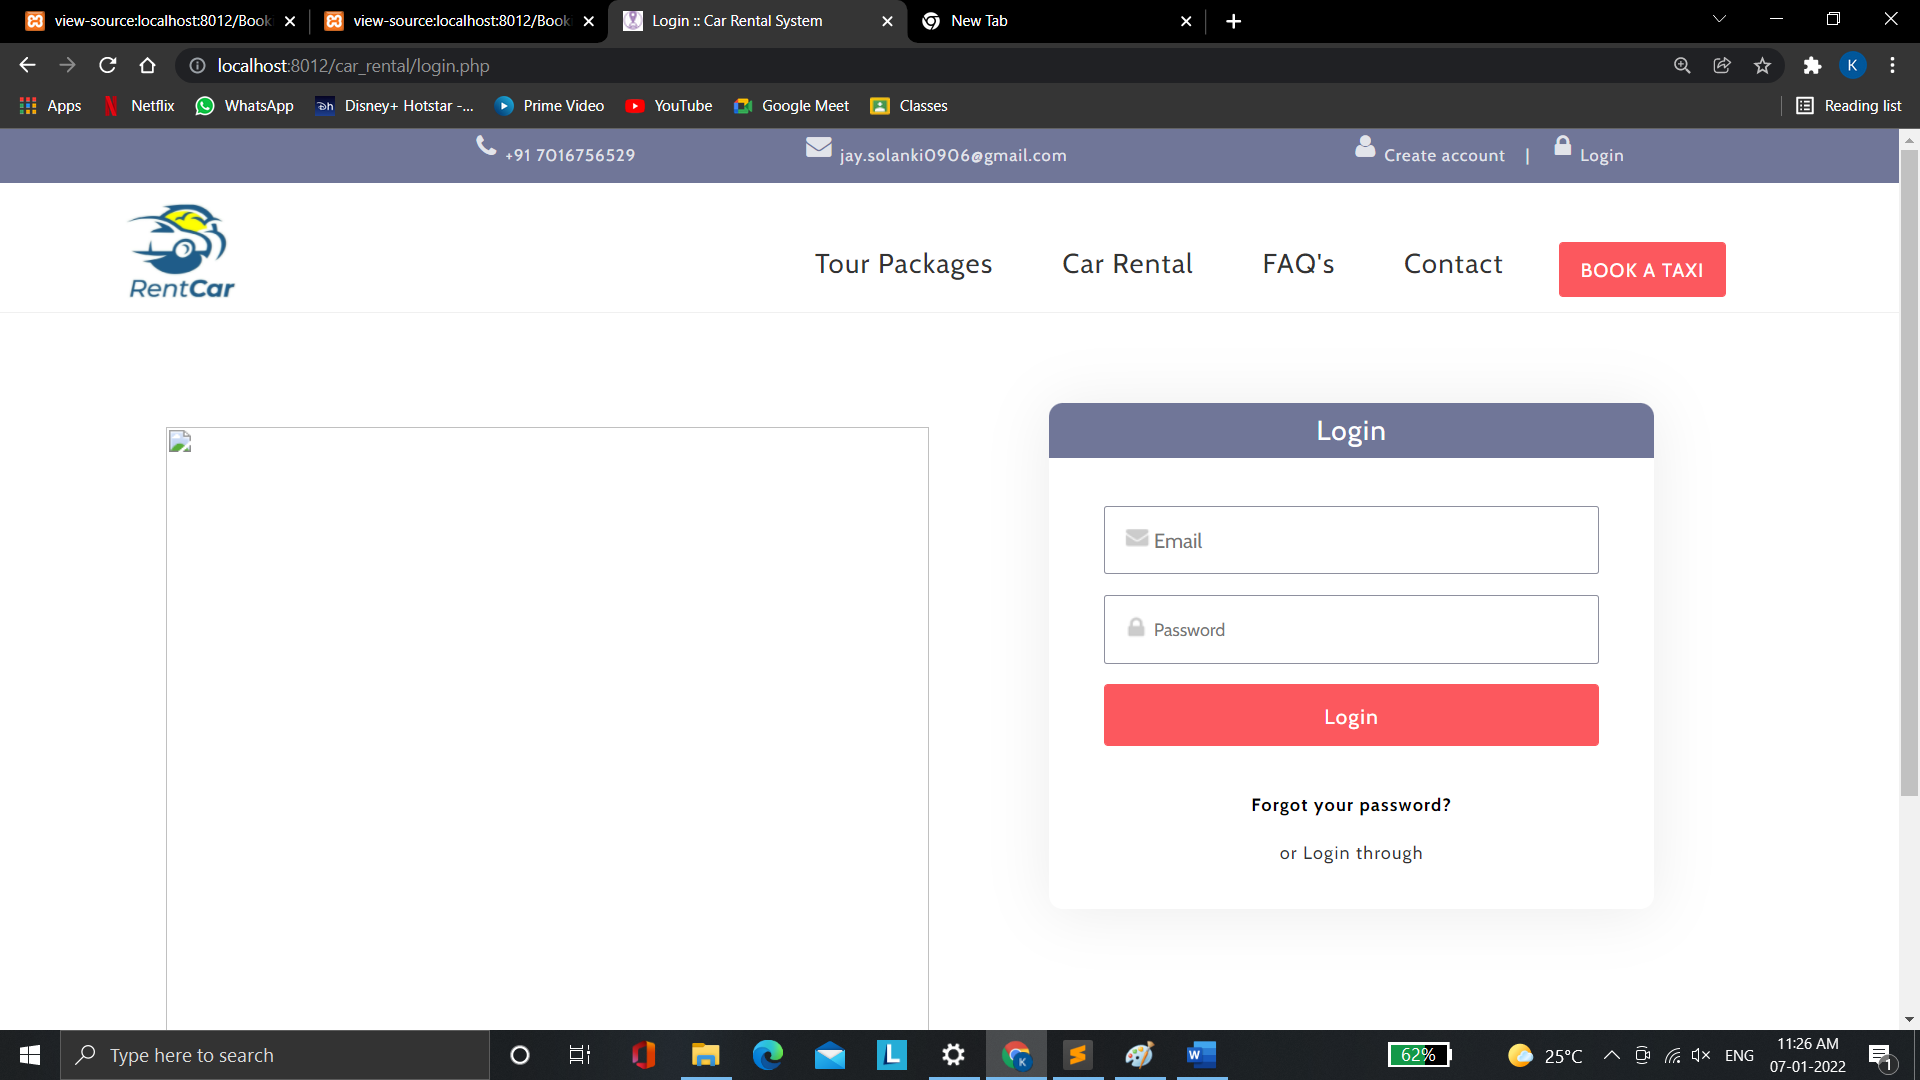 view-source:localhost:8012/Book
view-source:localhost:8012/Book
Login :: Car Rental System
New Tab
localhost:8012/car_rental/login.php
K
Apps
Netflix
WhatsApp
Disney+ Hotstar -...
Prime Video
YouTube
Google Meet
Classes
Reading list
+91 7016756529
jay.solanki0906@gmail.com
Create account | Login
RentCar
Tour Packages
Car Rental
FAQ's
Contact
BOOK A TAXI
Login
Email
Password
Login
Forgot your password?
or Login through
Type here to search
62%
25°C
ENG
11:26 AM
07-01-2022
1